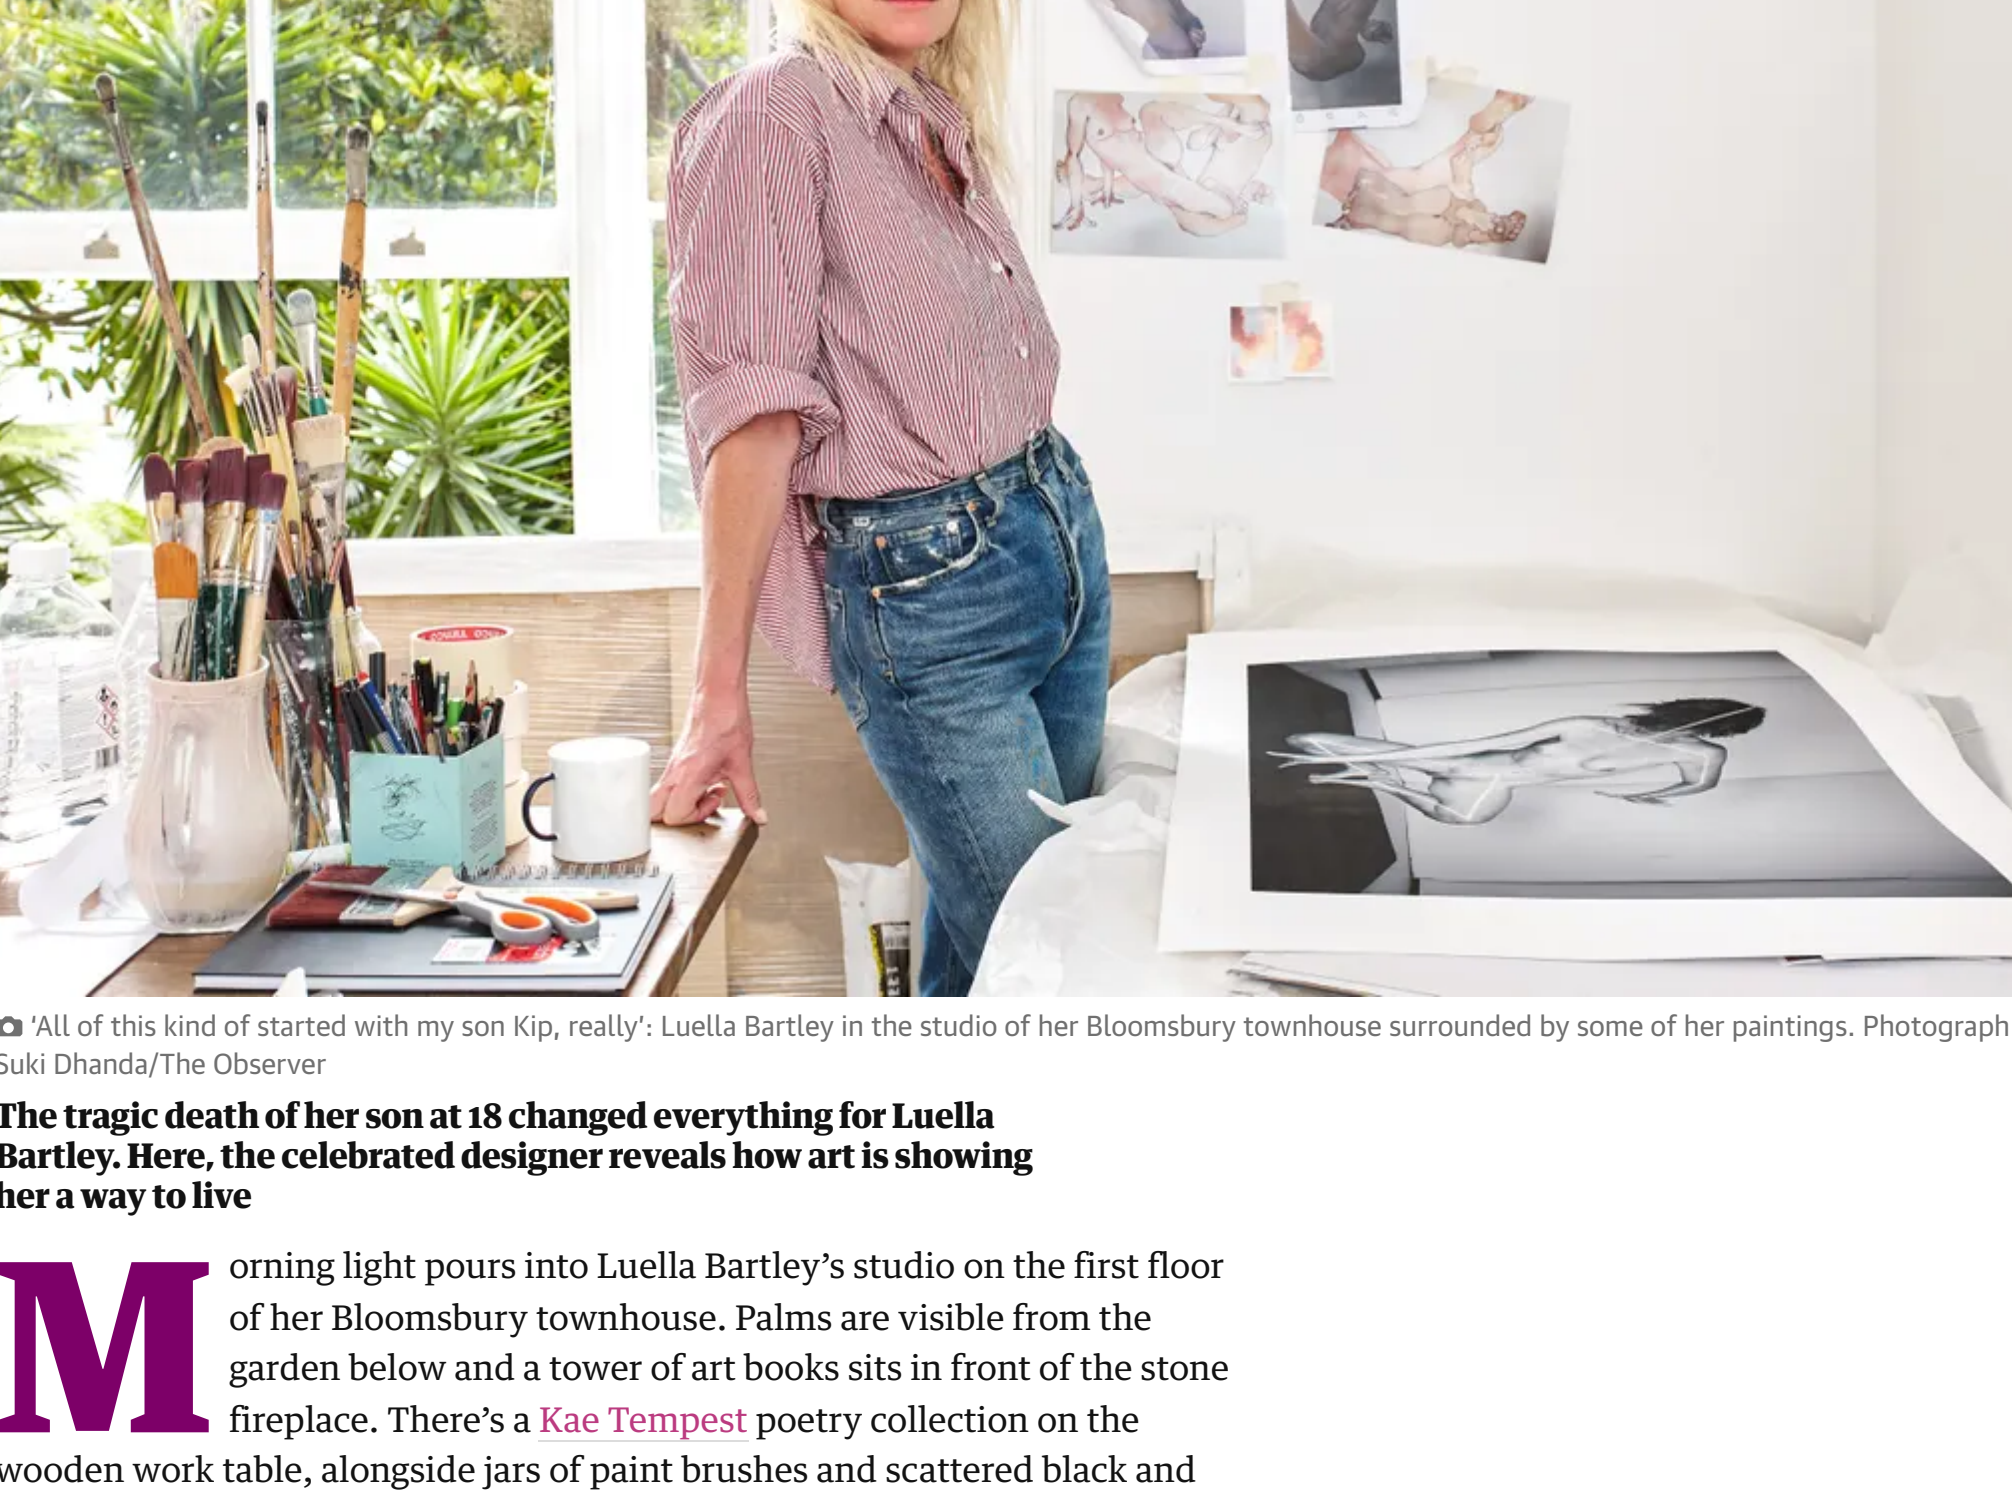 'All of this kind of started with my son Kip, really': Luella Bartley in the studio of her Bloomsbury townhouse surrounded by some of her paintings. Photograph
Suki Dhanda/The Observer
The tragic death of her son at 18 changed everything for Luella
Bartley. Here, the celebrated designer reveals how art is showing
her a way to live
Morning light pours into Luella Bartley’s studio on the first floor
of her Bloomsbury townhouse. Palms are visible from the
garden below and a tower of art books sits in front of the stone
fireplace. There’s a Kae Tempest poetry collection on the
wooden work table, alongside jars of paint brushes and scattered black and